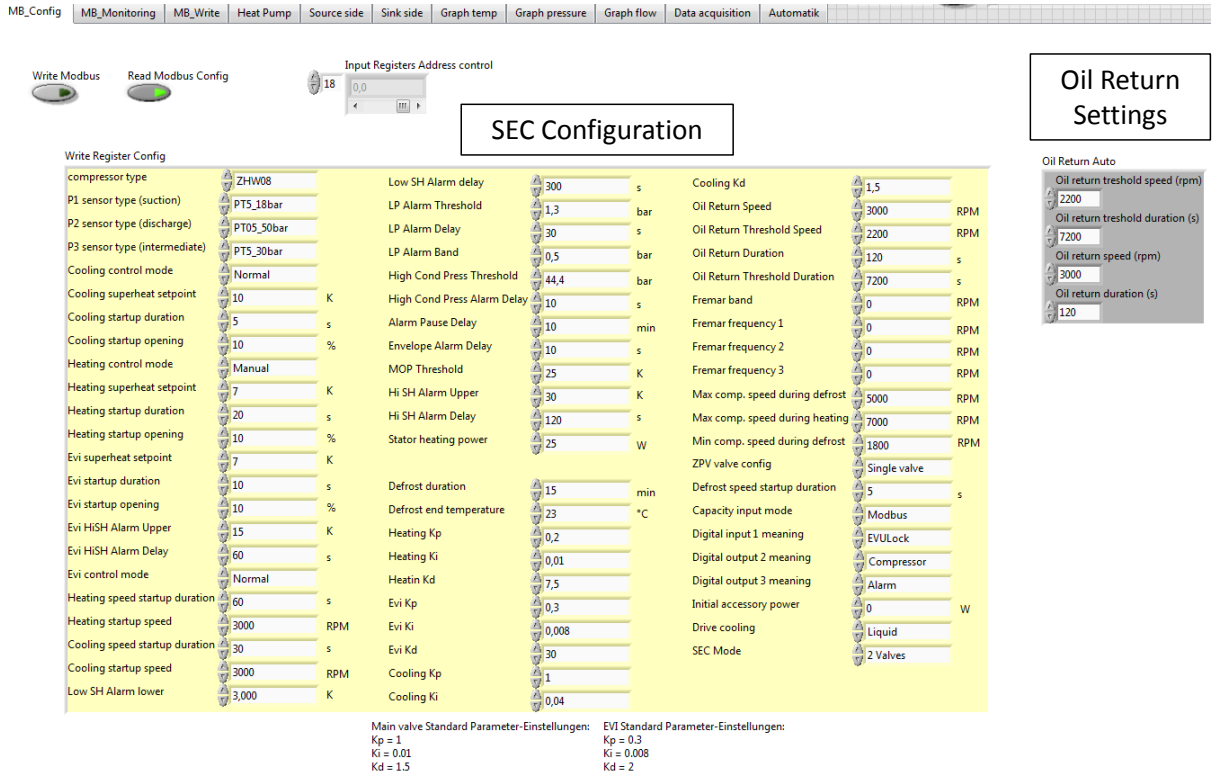 MB_Config MB_Monitoring MB_Write Heat Pump Source side Sink side Graph temp Graph pressure Graph flow Data acquisition Automatik
Write Modbus Read Modbus Config
Input Registers Address control
18 0,0
SEC Configuration
Oil Return
Settings
Write Register Config
compressor type ZHW08
P1 sensor type (suction) PT5_18bar
P2 sensor type (discharge) PT05_50bar
P3 sensor type (intermediate) PT5_30bar
Cooling control mode Normal
Cooling superheat setpoint 10 K
Cooling startup duration 5 s
Cooling startup opening 10 %
Heating control mode Manual
Heating superheat setpoint 7 K
Heating startup duration 20 s
Heating startup opening 10 %
Evi superheat setpoint 7 K
Evi startup duration 10 s
Evi startup opening 10 %
Evi HiSH Alarm Upper 15 K
Evi HiSH Alarm Delay 60 s
Evi control mode Normal
Heating speed startup duration 60 s
Heating startup speed 3000 RPM
Cooling speed startup duration 30 s
Cooling startup speed 3000 RPM
Low SH Alarm lower 3,000 K
Low SH Alarm delay 300 s
LP Alarm Threshold 1,3 bar
LP Alarm Delay 30 s
LP Alarm Band 0,5 bar
High Cond Press Threshold 44,4 bar
High Cond Press Alarm Delay 10 s
Alarm Pause Delay 10 min
Envelope Alarm Delay 10 s
MOP Threshold 25 K
Hi SH Alarm Upper 30 K
Hi SH Alarm Delay 120 s
Stator heating power 25 W
Defrost duration 15 min
Defrost end temperature 23 °C
Heating Kp 0,2
Heating Ki 0,01
Heatin Kd 7,5
Evi Kp 0,3
Evi Ki 0,008
Evi Kd 30
Cooling Kp 1
Cooling Ki 0,04
Cooling Kd 1,5
Oil Return Speed 3000 RPM
Oil Return Threshold Speed 2200 RPM
Oil Return Duration 120 s
Oil Return Threshold Duration 7200 s
Fremar band 0 RPM
Fremar frequency 1 0 RPM
Fremar frequency 2 0 RPM
Fremar frequency 3 0 RPM
Max comp. speed during defrost 5000 RPM
Max comp. speed during heating 7000 RPM
Min comp. speed during defrost 1800 RPM
ZPV valve config Single valve
Defrost speed startup duration 5 s
Capacity input mode Modbus
Digital input 1 meaning EVULock
Digital output 2 meaning Compressor
Digital output 3 meaning Alarm
Initial accessory power 0 W
Drive cooling Liquid
SEC Mode 2 Valves
Oil Return Auto
Oil return treshold speed (rpm)
2200
Oil return treshold duration (s)
7200
Oil return speed (rpm)
3000
Oil return duration (s)
120
Main valve Standard Parameter-Einstellungen:
Kp = 1
Ki = 0.01
Kd = 1.5
EVI Standard Parameter-Einstellungen:
Kp = 0.3
Ki = 0.008
Kd = 2